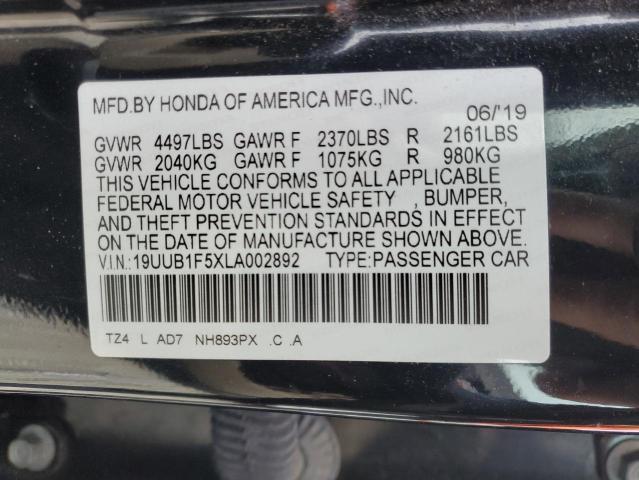 MFD.BY HONDA OF AMERICA MFG.,INC.
06/'19
GVWR 4497LBS GAWR F 2370LBS R 2161LBS
GVWR 2040KG GAWR F 1075KG R 980KG
THIS VEHICLE CONFORMS TO ALL APPLICABLE
FEDERAL MOTOR VEHICLE SAFETY , BUMPER,
AND THEFT PREVENTION STANDARDS IN EFFECT
ON THE DATE OF MANUFACTURE SHOWN ABOVE.
V.I.N.:19UUB1F5XLA002892 TYPE:PASSENGER CAR
TZ4 L AD7 NH893PX .C .A